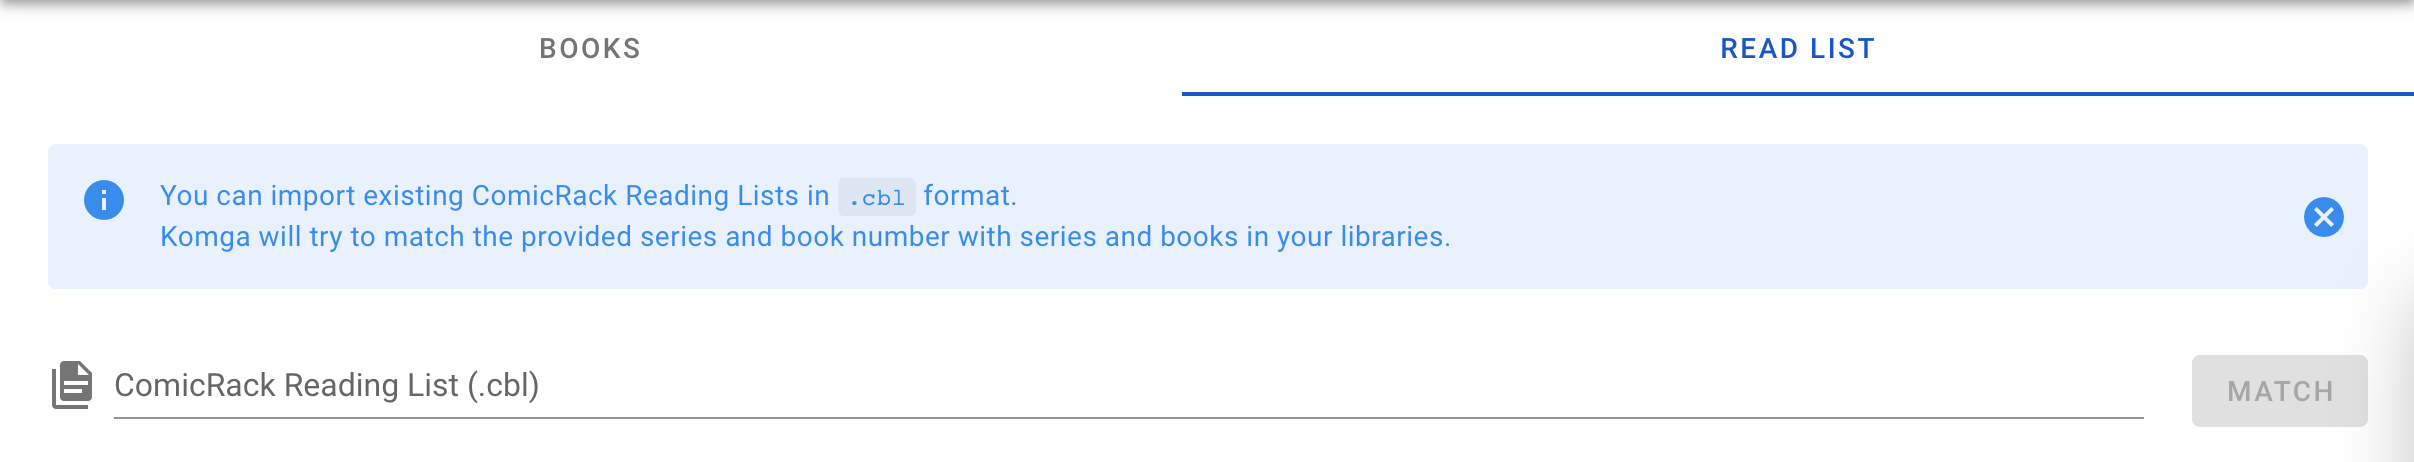 BOOKS
READ LIST
You can import existing ComicRack Reading Lists in .cbl format.
Komga will try to match the provided series and book number with series and books in your libraries.
ComicRack Reading List (.cbl)
MATCH